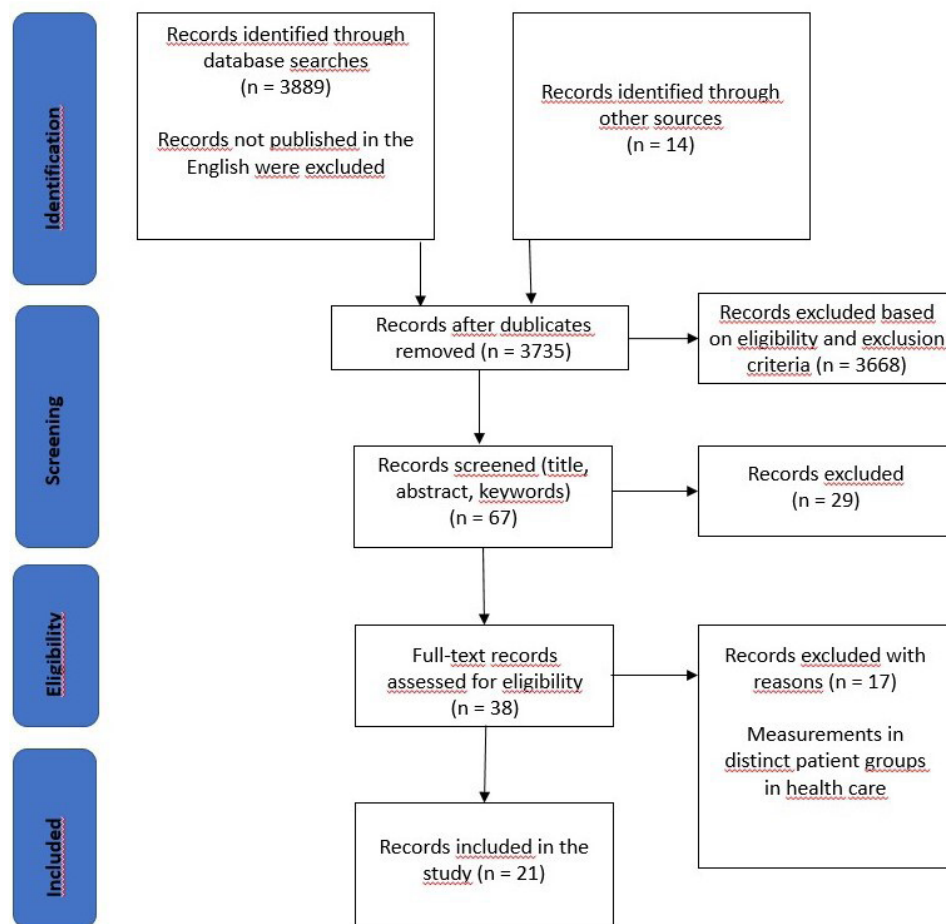 Identification
Records identified through
database searches
(n = 3889)
Records not published in the
English were excluded
Records identified through
other sources
(n = 14)
Screening
Records after dublicates
removed (n = 3735)
Records excluded based
on eligibility and exclusion
criteria (n = 3668)
Records screened (title,
abstract, keywords)
(n = 67)
Records excluded
(n = 29)
Eligibility
Full-text records
assessed for eligibility
(n = 38)
Records excluded with
reasons (n = 17)
Measurements in
distinct patient groups
in health care
Included
Records included in the
study (n = 21)